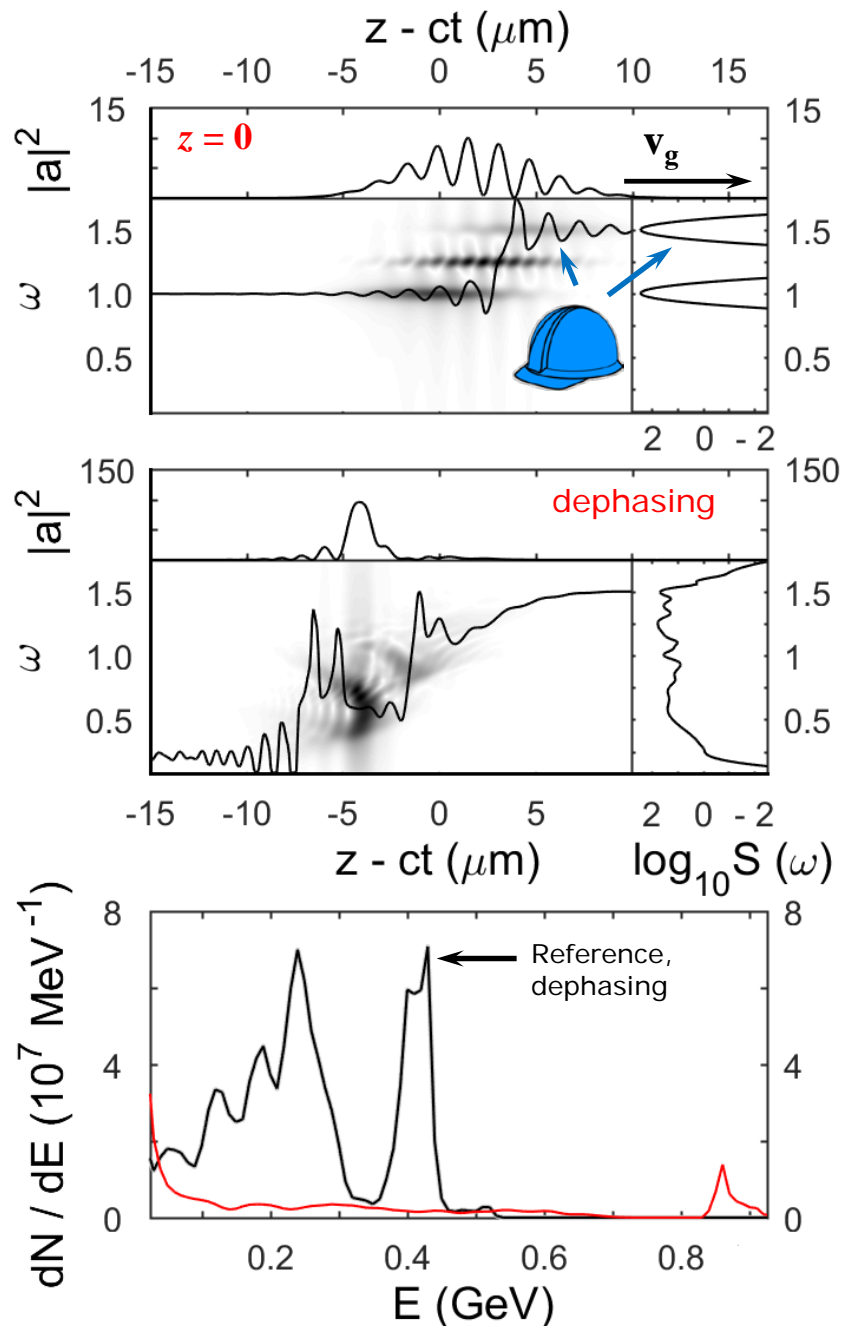 z - ct (μm)
-15 -10 -5 0 5 10 15
15 15
|a|²
z = 0
v_g
1.5 1.5
ω
1.0 1
0.5 0.5
2 0 - 2
150 150
|a|²
dephasing
1.5 1.5
ω
1.0 1.0
0.5 0.5
-15 -10 -5 0 5 2 0 - 2
z - ct (μm) log₁₀S (ω)
8 8
Reference,
dephasing
dN / dE (10⁷ MeV⁻¹)
4 4
0 0
0.2 0.4 0.6 0.8
E (GeV)